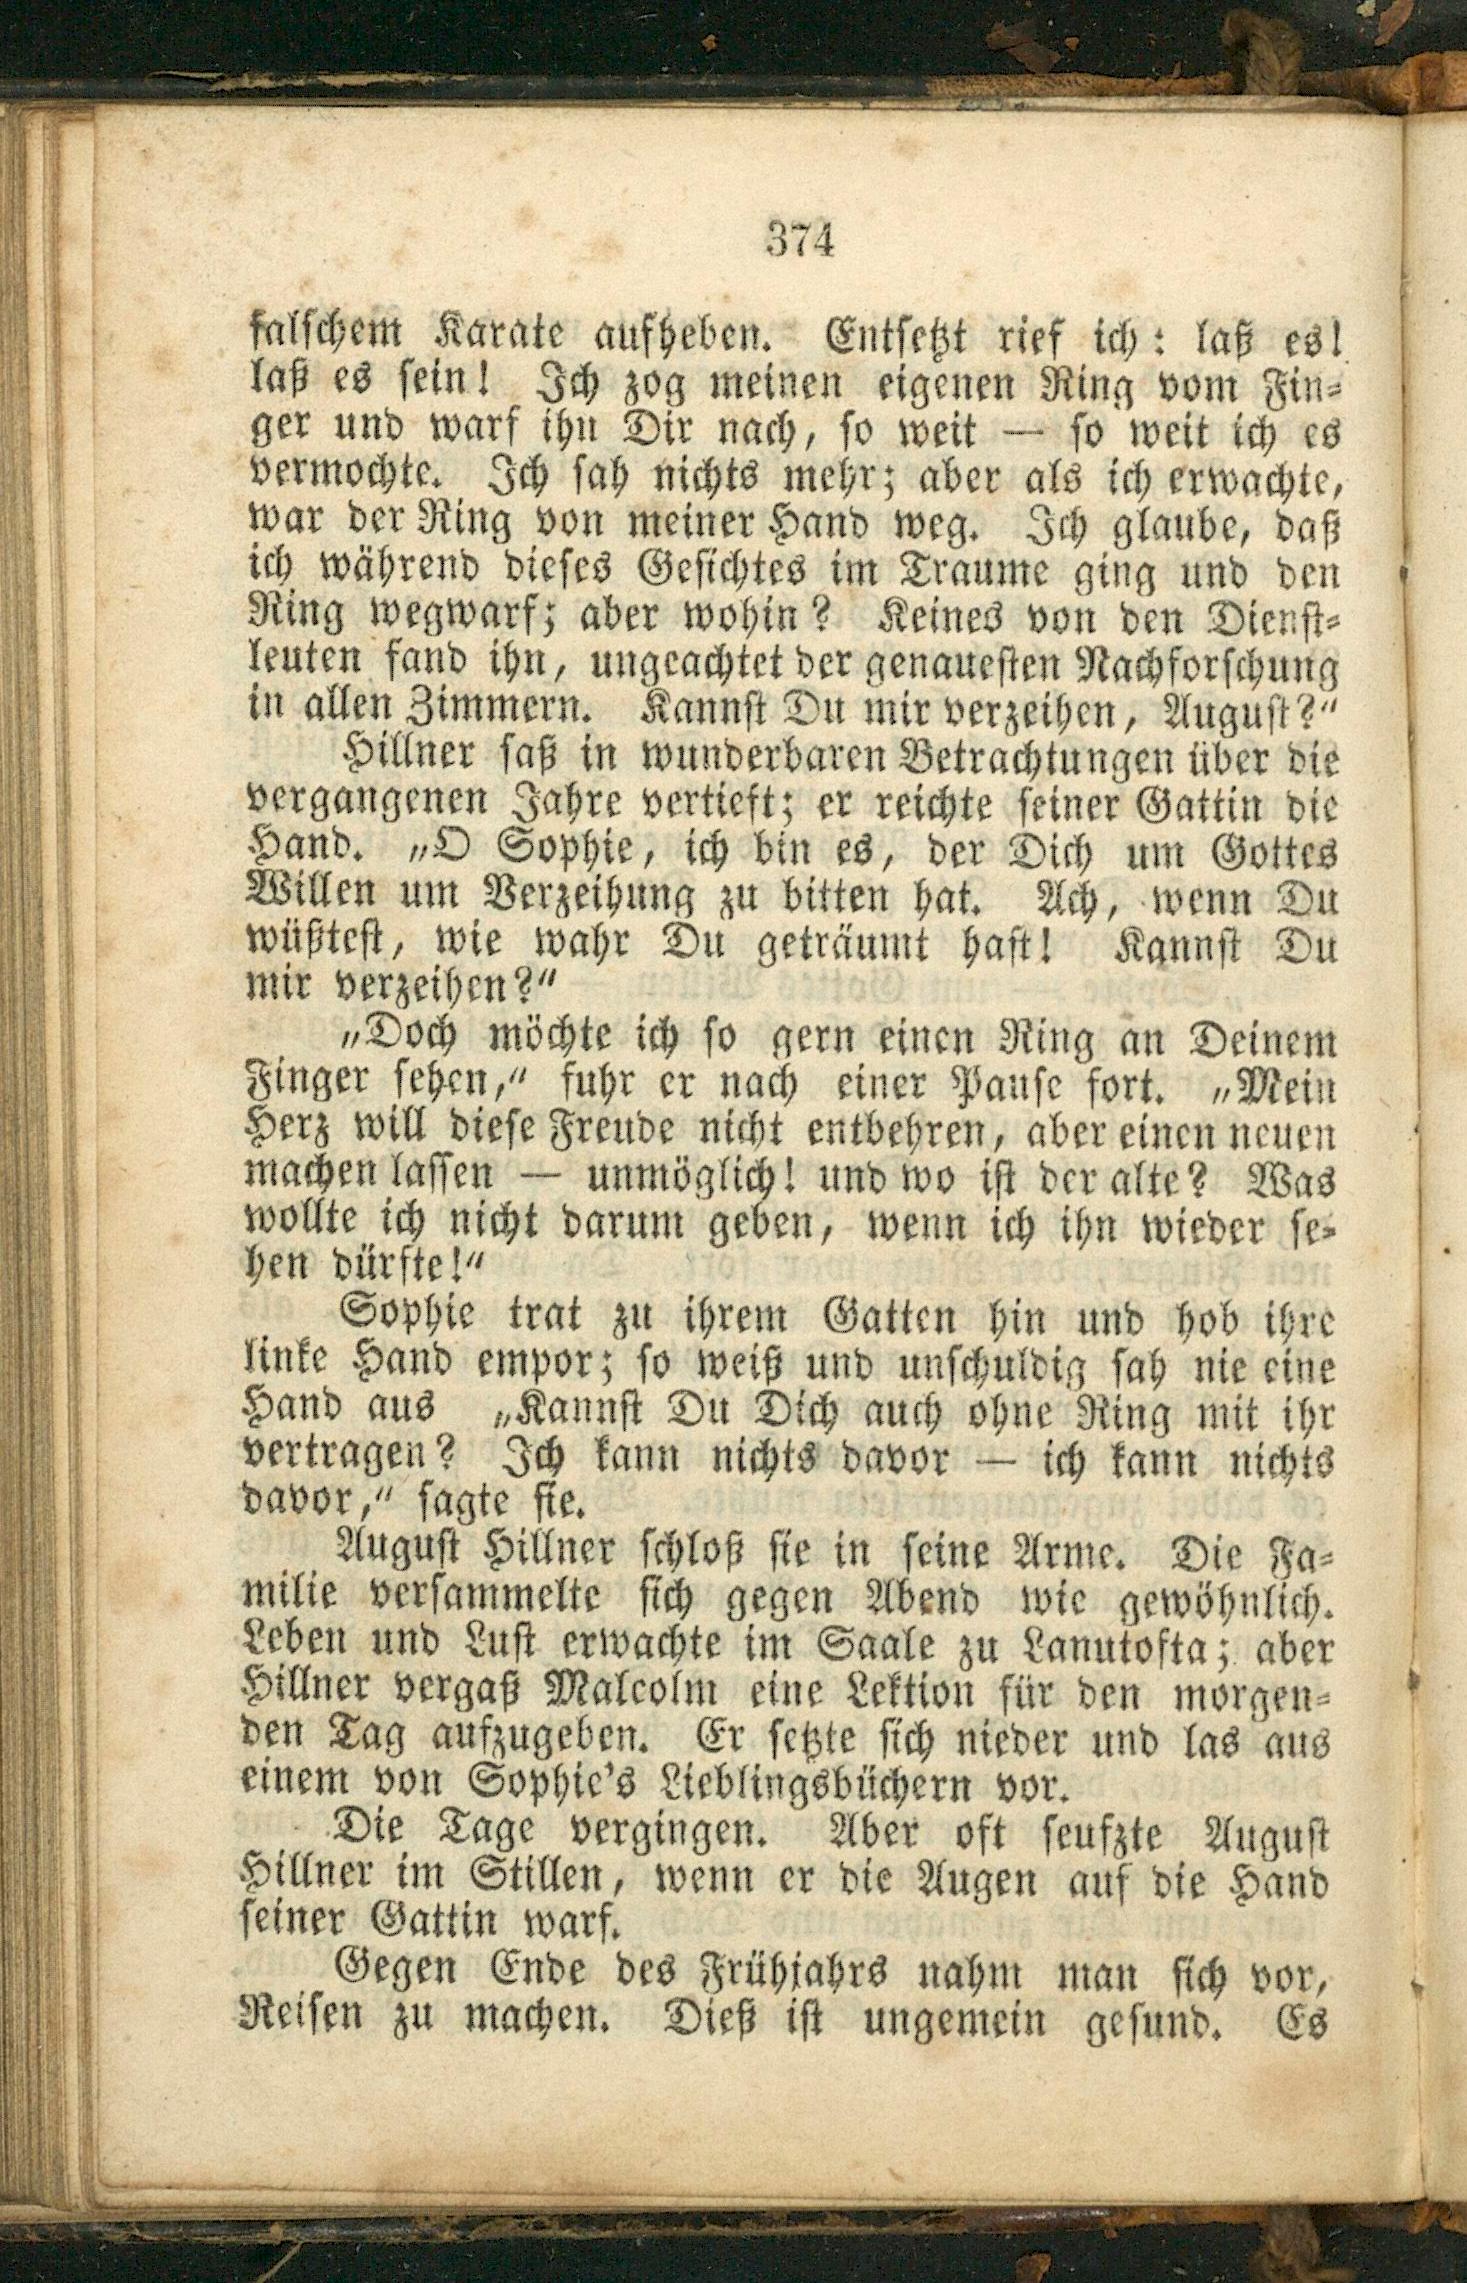 374
falschem Karate aufheben. Entsetzt rief ich: laß es!
laß es sein! Ich zog meinen eigenen Ring vom Fin-
ger und warf ihn Dir nach, so weit — so weit ich es
vermochte. Ich sah nichts mehr; aber als ich erwachte,
war der Ring von meiner Hand weg. Ich glaube, daß
ich während dieses Gesichtes im Traume ging und den
Ring wegwarf; aber wohin? Keines von den Dienst-
leuten fand ihn, ungeachtet der genauesten Nachforschung
in allen Zimmern. Kannst Du mir verzeihen, August?“
Hillner saß in wunderbaren Betrachtungen über die
vergangenen Jahre vertieft; er reichte seiner Gattin die
Hand. „O Sophie, ich bin es, der Dich um Gottes
Willen um Verzeihung zu bitten hat. Ach, wenn Du
wüßtest, wie wahr Du geträumt hast! Kannst Du
mir verzeihen?“
„Doch möchte ich so gern einen Ring an Deinem
Finger sehen,“ fuhr er nach einer Pause fort. „Mein
Herz will diese Freude nicht entbehren, aber einen neuen
machen lassen — unmöglich! und wo ist der alte? Was
wollte ich nicht darum geben, wenn ich ihn wieder se-
hen dürfte!“
Sophie trat zu ihrem Gatten hin und hob ihre
linke Hand empor; so weiß und unschuldig sah nie eine
Hand aus „Kannst Du Dich auch ohne Ring mit ihr
vertragen? Ich kann nichts davor — ich kann nichts
davor,“ sagte sie.
August Hillner schloß sie in seine Arme. Die Fa-
milie versammelte sich gegen Abend wie gewöhnlich.
Leben und Lust erwachte im Saale zu Lanutofta; aber
Hillner vergaß Malcolm eine Lektion für den morgen-
den Tag aufzugeben. Er setzte sich nieder und las aus
einem von Sophie's Lieblingsbüchern vor.
Die Tage vergingen. Aber oft seufzte August
Hillner im Stillen, wenn er die Augen auf die Hand
seiner Gattin warf.
Gegen Ende des Frühjahrs nahm man sich vor,
Reisen zu machen. Dieß ist ungemein gesund. Es